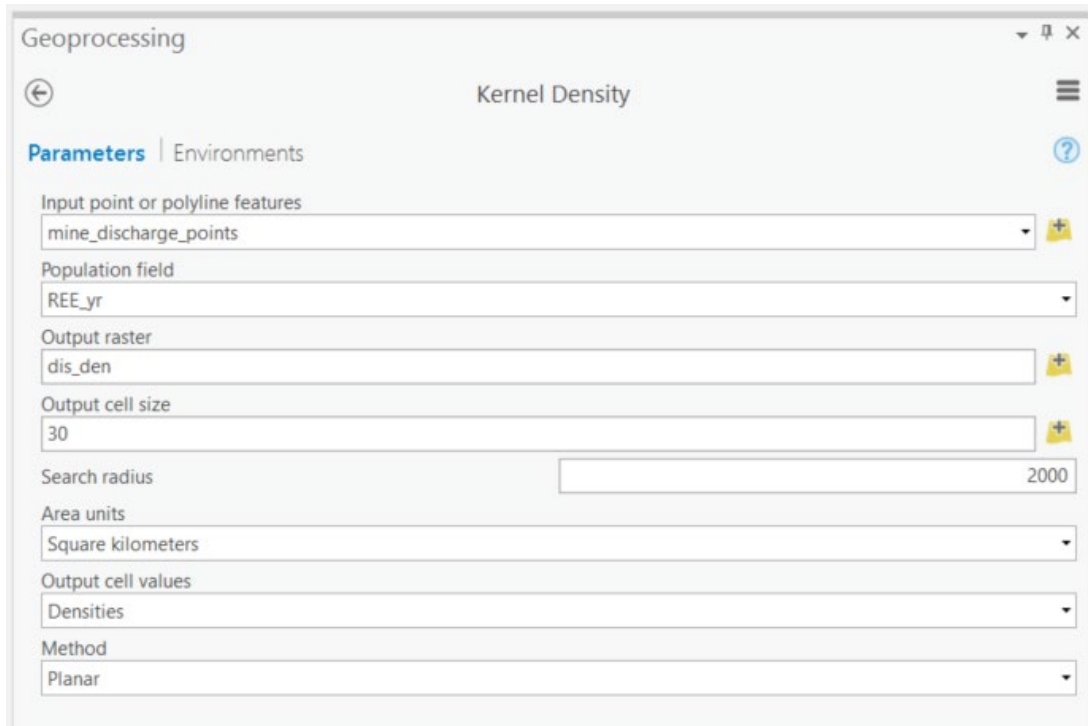 Geoprocessing
Kernel Density
Parameters | Environments
Input point or polyline features
mine_discharge_points
Population field
REE_yr
Output raster
dis_den
Output cell size
30
Search radius 2000
Area units
Square kilometers
Output cell values
Densities
Method
Planar